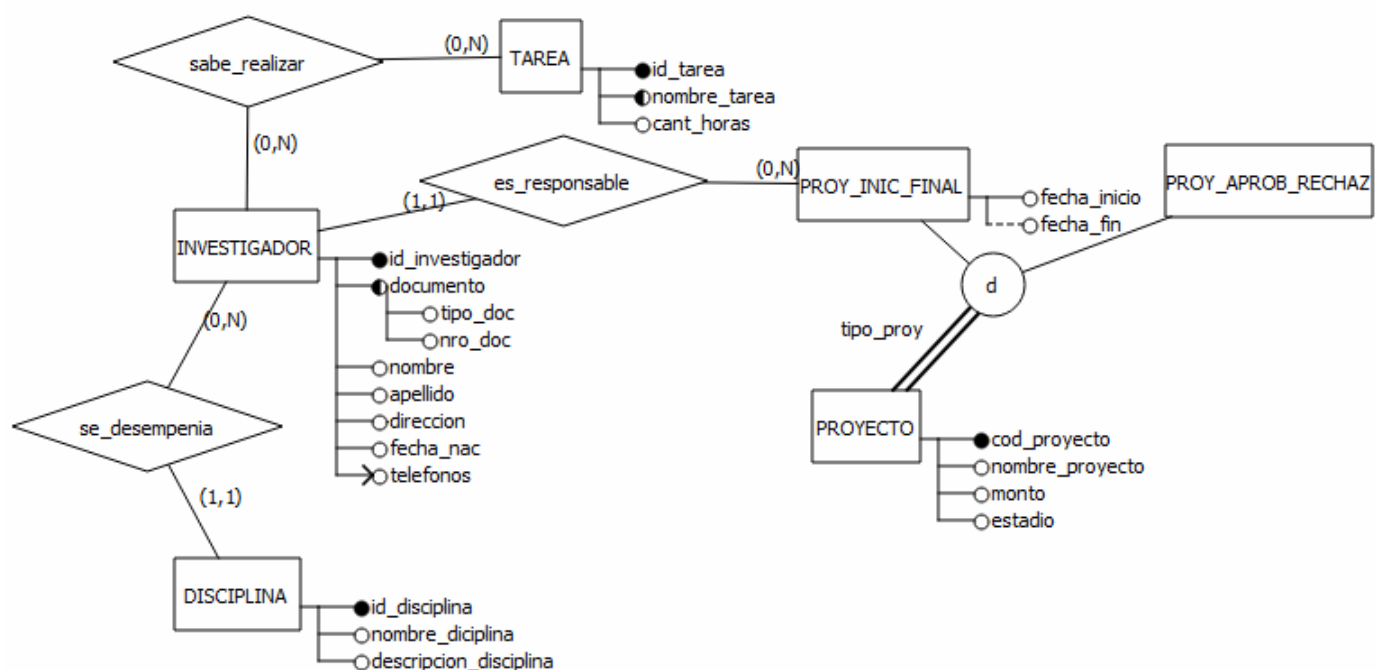 sabe_realizar
(0,N)
TAREA
id_tarea
nombre_tarea
cant_horas
(0,N)
es_responsable
(0,N)
PROY_INIC_FINAL
fecha_inicio
fecha_fin
PROY_APROB_RECHAZ
(1,1)
INVESTIGADOR
id_investigador
documento
tipo_doc
nro_doc
nombre
apellido
direccion
fecha_nac
telefonos
d
tipo_proy
PROYECTO
cod_proyecto
nombre_proyecto
monto
estadio
(0,N)
se_desempenia
(1,1)
DISCIPLINA
id_disciplina
nombre_diciplina
descripcion_disciplina